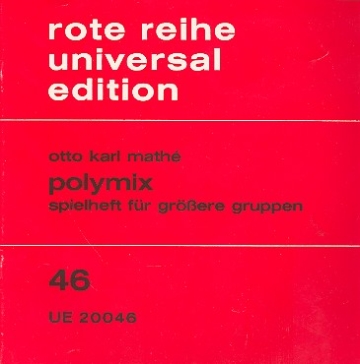 rote reihe
universal
edition
otto karl mathé
polymix
spielheft für größere gruppen
46
UE 20046